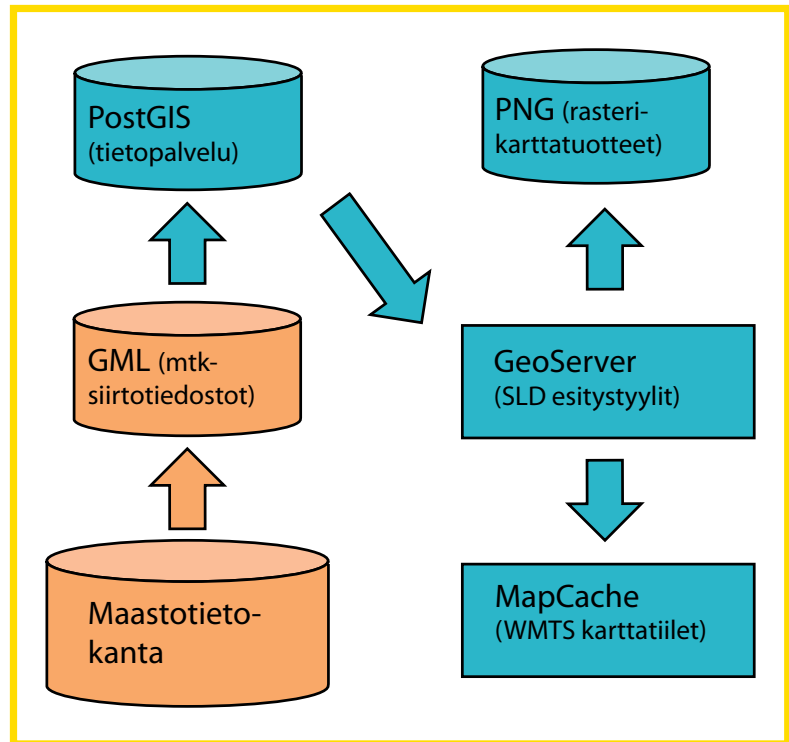 PostGIS
(tietopalvelu)
PNG (rasteri-
karttatuotteet)
GML (mtk-
siirtotiedostot)
GeoServer
(SLD esitystyylit)
Maastotieto-
kanta
MapCache
(WMTS karttatiilet)